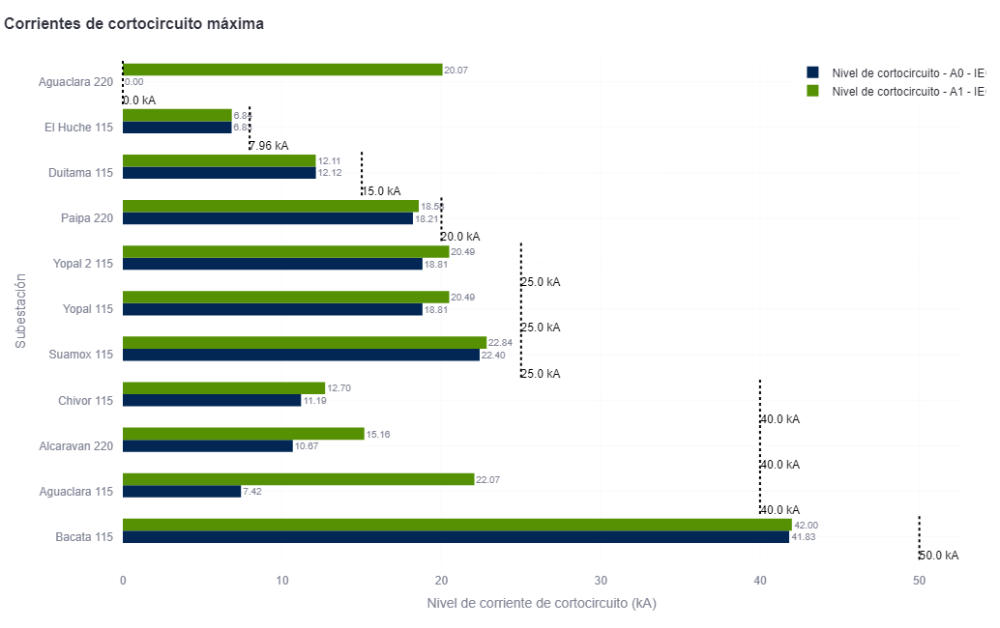 Corrientes de cortocircuito máxima
Nivel de cortocircuito - A0 - IE
Nivel de cortocircuito - A1 - IE
Subestación
Aguaclara 220
20.07
0.00
0.0 kA
El Huche 115
6.84
6.83
7.96 kA
Duitama 115
12.11
12.12
15.0 kA
Paipa 220
18.21
20.0 kA
Yopal 2 115
20.49
18.81
25.0 kA
Yopal 115
20.49
18.81
25.0 kA
Suamox 115
22.84
22.40
25.0 kA
Chivor 115
12.70
11.19
40.0 kA
Alcaravan 220
15.16
10.67
40.0 kA
Aguaclara 115
22.07
7.42
40.0 kA
Bacata 115
42.00
41.83
50.0 kA
0 10 20 30 40 50
Nivel de corriente de cortocircuito (kA)